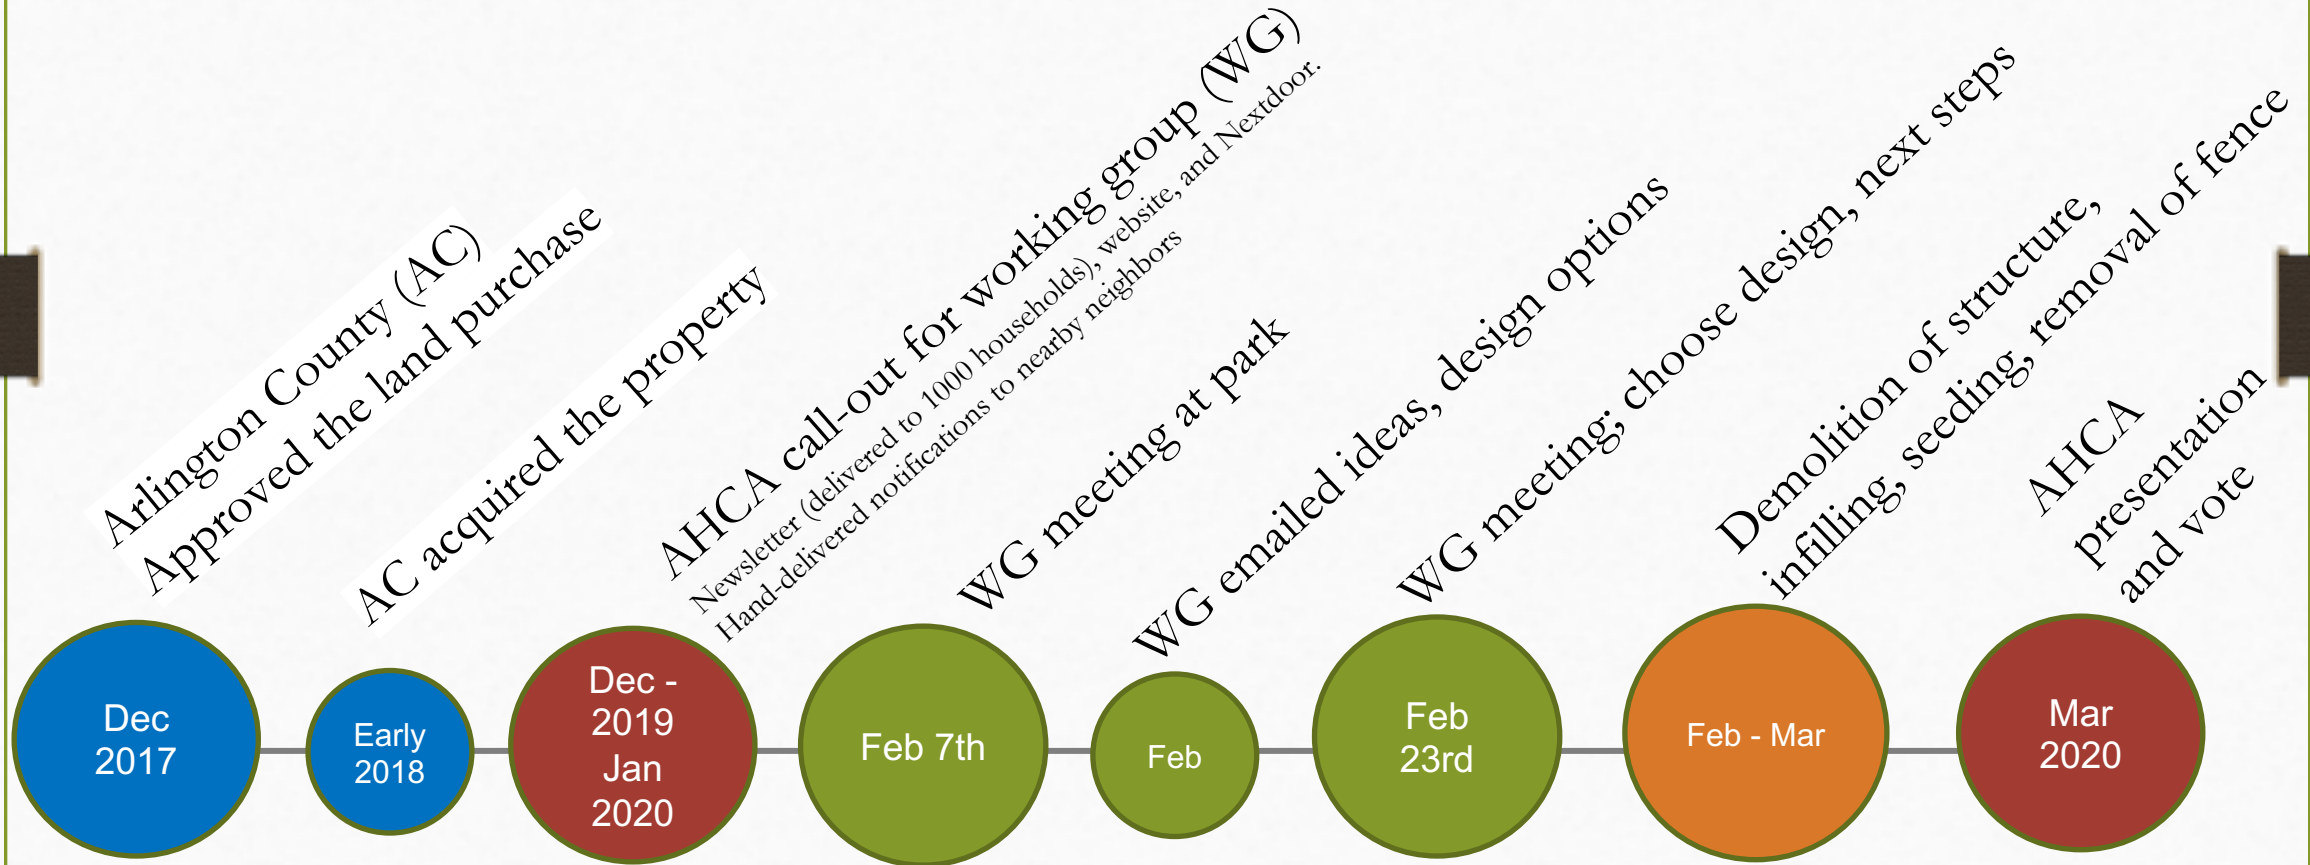 Arlington County (AC)
Approved the land purchase
AC acquired the property
AHCA call-out for working group (WG)
Newsletter (delivered to 1000 households), website, and Nextdoor.
Hand-delivered notifications to nearby neighbors
WG meeting at park
WG emailed ideas, design options
WG meeting; choose design, next steps
Demolition of structure,
infilling, seeding, removal of fence
AHCA
presentation
and vote
Dec
2017
Early
2018
Dec -
2019
Jan
2020
Feb 7th
Feb
Feb
23rd
Feb - Mar
Mar
2020